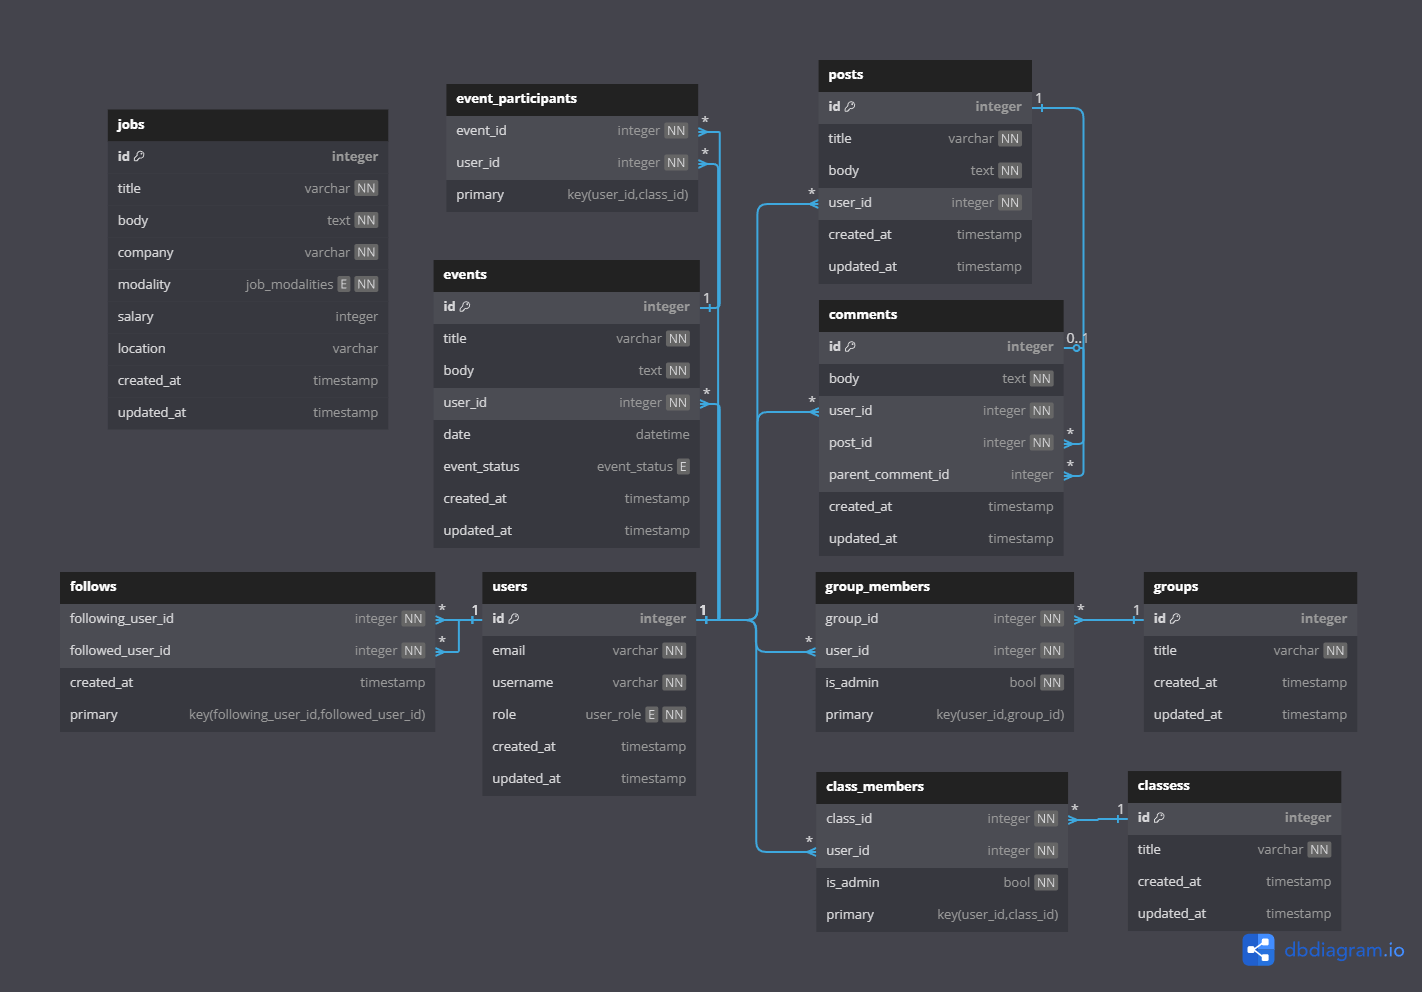 jobs
id integer
title varchar NN
body text NN
company varchar NN
modality job_modalities E NN
salary integer
location varchar
created_at timestamp
updated_at timestamp
event_participants
event_id integer NN *
user_id integer NN *
primary key(user_id,class_id)
events
id integer 1
title varchar NN
body text NN
user_id integer NN *
date datetime
event_status event_status E
created_at timestamp
updated_at timestamp
posts
id integer 1
title varchar NN
body text NN
* user_id integer NN
created_at timestamp
updated_at timestamp
comments
id integer 0..1
body text NN
* user_id integer NN
post_id integer NN *
parent_comment_id integer *
created_at timestamp
updated_at timestamp
follows
following_user_id integer NN *
followed_user_id integer NN *
created_at timestamp
primary key(following_user_id,followed_user_id)
users
1 id integer 1
email varchar NN
username varchar NN
role user_role E NN
created_at timestamp
updated_at timestamp
group_members
group_id integer NN *
* user_id integer NN
is_admin bool NN
primary key(user_id,group_id)
groups
1 id integer
title varchar NN
created_at timestamp
updated_at timestamp
class_members
class_id integer NN *
* user_id integer NN
is_admin bool NN
primary key(user_id,class_id)
classess
1 id integer
title varchar NN
created_at timestamp
updated_at timestamp
dbdiagram.io